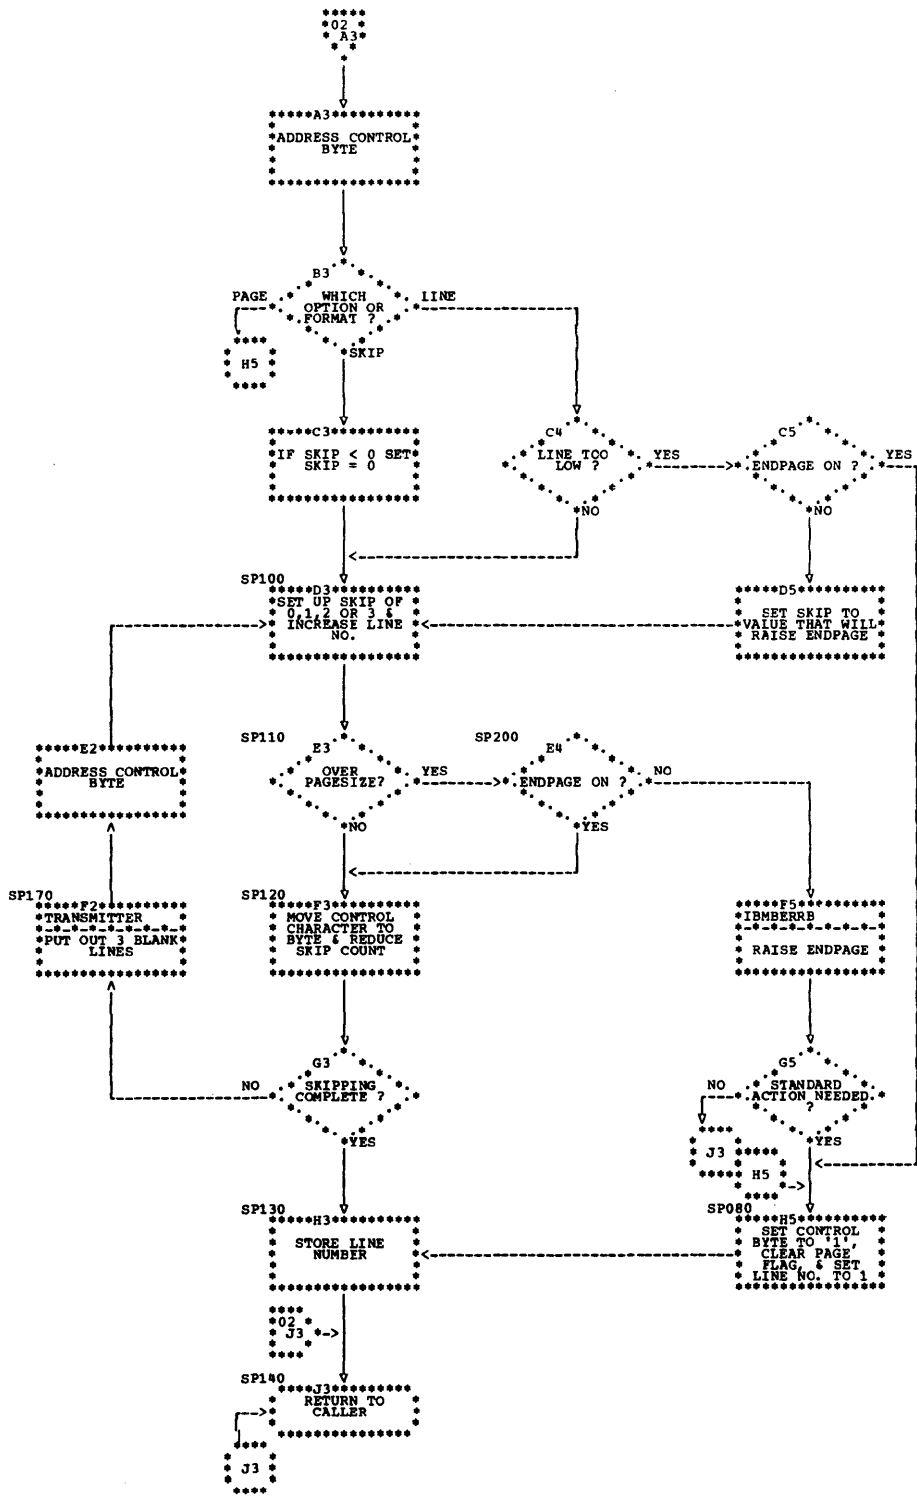 02
A3
A3
ADDRESS CONTROL
BYTE
B3
PAGE
WHICH
LINE
OPTION OR
FORMAT ?
SKIP
H5
C3
IF SKIP < 0 SET
SKIP = 0
C4
LINE TOO
LOW ?
YES
NO
C5
ENDPAGE ON ?
YES
NO
SP100
D3
SET UP SKIP OF
0,1,2 OR 3 &
INCREASE LINE
NO.
D5
SET SKIP TO
VALUE THAT WILL
RAISE ENDPAGE
E2
ADDRESS CONTROL
BYTE
SP110
E3
OVER
PAGESIZE?
YES
NO
SP200
E4
ENDPAGE ON ?
NO
YES
SP170
F2
TRANSMITTER
PUT OUT 3 BLANK
LINES
SP120
F3
MOVE CONTROL
CHARACTER TO
BYTE & REDUCE
SKIP COUNT
F5
IBMBERRB
RAISE ENDPAGE
G3
NO
SKIPPING
COMPLETE ?
YES
G5
NO
STANDARD
ACTION NEEDED
?
YES
J3
H5
SP130
H3
STORE LINE
NUMBER
SP080
H5
SET CONTROL
BYTE TO '1',
CLEAR PAGE
FLAG, & SET
LINE NO. TO 1
02
J3
SP140
J3
RETURN TO
CALLER
J3